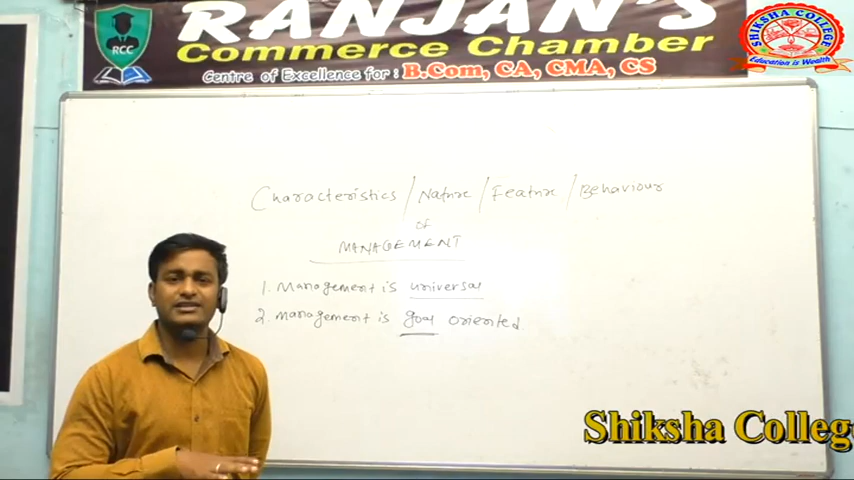 RCC
RANJAN'S
Commerce Chamber
Centre of Excellence for : B.Com, CA, CMA, CS
SHIKSHA COLLEGE
Education is Wealth
Characteristics / Nature / Feature / Behaviour
of
MANAGEMENT
1. Management is universal
2. Management is goal oriented.
Shiksha College